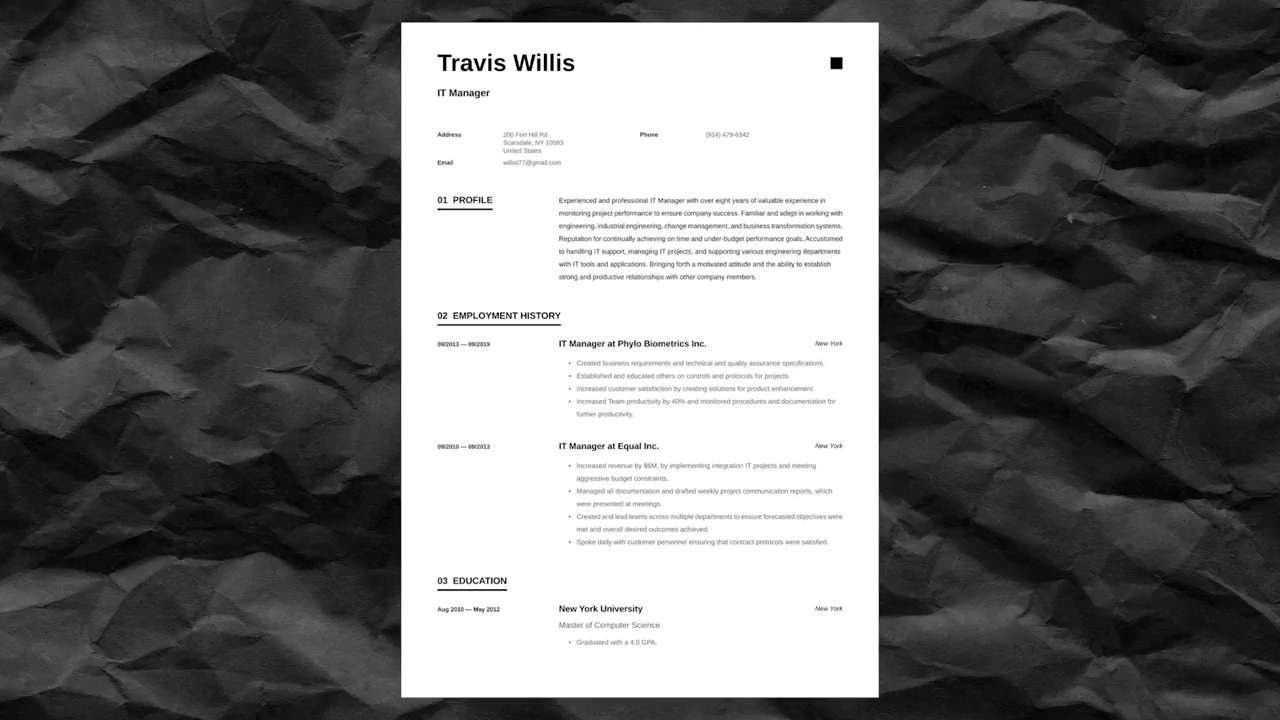 Travis Willis
IT Manager
Address
200 Fort Hill Rd
Scarsdale, NY 10583
United States
Phone
(914) 479-6342
Email
willist77@gmail.com
01 PROFILE
Experienced and professional IT Manager with over eight years of valuable experience in
monitoring project performance to ensure company success. Familiar and adept in working with
engineering, industrial engineering, change management, and business transformation systems.
Reputation for continually achieving on time and under-budget performance goals. Accustomed
to handling IT support, managing IT projects, and supporting various engineering departments
with IT tools and applications. Bringing forth a motivated attitude and the ability to establish
strong and productive relationships with other company members.
02 EMPLOYMENT HISTORY
09/2013 — 09/2019
IT Manager at Phylo Biometrics Inc.
New York
• Created business requirements and technical and quality assurance specifications.
• Established and educated others on controls and protocols for projects.
• Increased customer satisfaction by creating solutions for product enhancement.
• Increased Team productivity by 40% and monitored procedures and documentation for
further productivity.
09/2010 — 09/2013
IT Manager at Equal Inc.
New York
• Increased revenue by $6M, by implementing integration IT projects and meeting
aggressive budget constraints.
• Managed all documentation and drafted weekly project communication reports, which
were presented at meetings.
• Created and lead teams across multiple departments to ensure forecasted objectives were
met and overall desired outcomes achieved.
• Spoke daily with customer personnel ensuring that contract protocols were satisfied.
03 EDUCATION
Aug 2010 — May 2012
New York University
New York
Master of Computer Science
• Graduated with a 4.0 GPA.